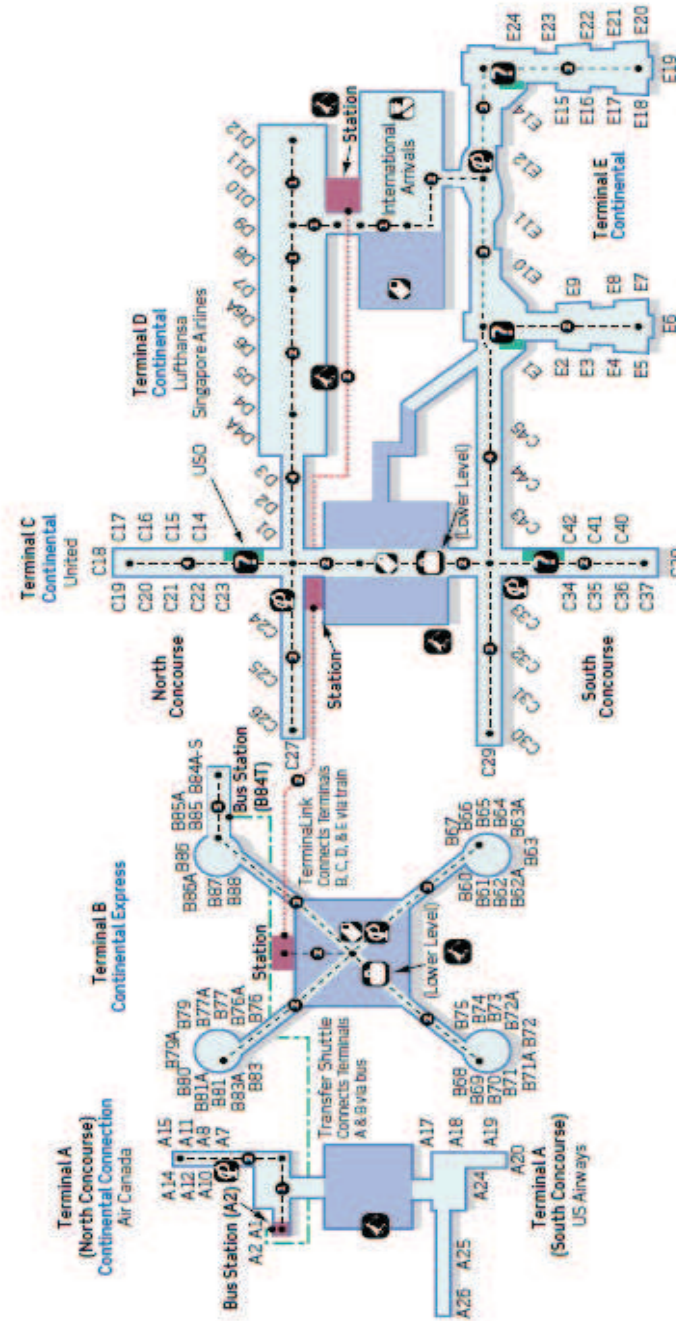 Terminal A
(North Concourse)
Continental Connection
Air Canada
A15
A11
A8
A7
A14
A12
A10
Bus Station (A2)
A2
A1
Transfer Shuttle
Connects Terminals
A & B via bus
A17
A18
A19
A20
A24
A25
A26
Terminal A
(South Concourse)
US Airways
Terminal B
Continental Express
B80
B79A
B79
B81A
B77A
B81
B77
B83A
B76A
B83
B76
B86A
B86
B85A
B85
B84A-S
B87
B88
Bus Station
(B84T)
Station
TerminaLink
Connects Terminals
B, C, D, & E via train
(Lower Level)
B75
B74
B73
B72A
B72
B71A
B71
B70
B69
B68
B67
B66
B65
B64
B63A
B63
B62A
B62
B61
B60
Terminal C
Continental
United
C18
C17
C16
C15
C14
C19
C20
C21
C22
C23
North
Concourse
USO
C24
C25
C26
C27
Station
D1
D2
D3
(Lower Level)
C29
C30
C31
C32
C33
C34
C35
C36
C37
C40
C41
C42
C43
C44
C45
South
Concourse
Terminal D
Continental
Lufthansa
Singapore Airlines
D4A
D4
D5
D6
D6A
D7
D8
D9
D10
D11
D12
Station
International
Arrivals
E1
E2
E3
E4
E5
E6
E7
E8
E9
E10
E11
E12
E14
E15
E16
E17
E18
E19
E20
E21
E22
E23
E24
Terminal E
Continental